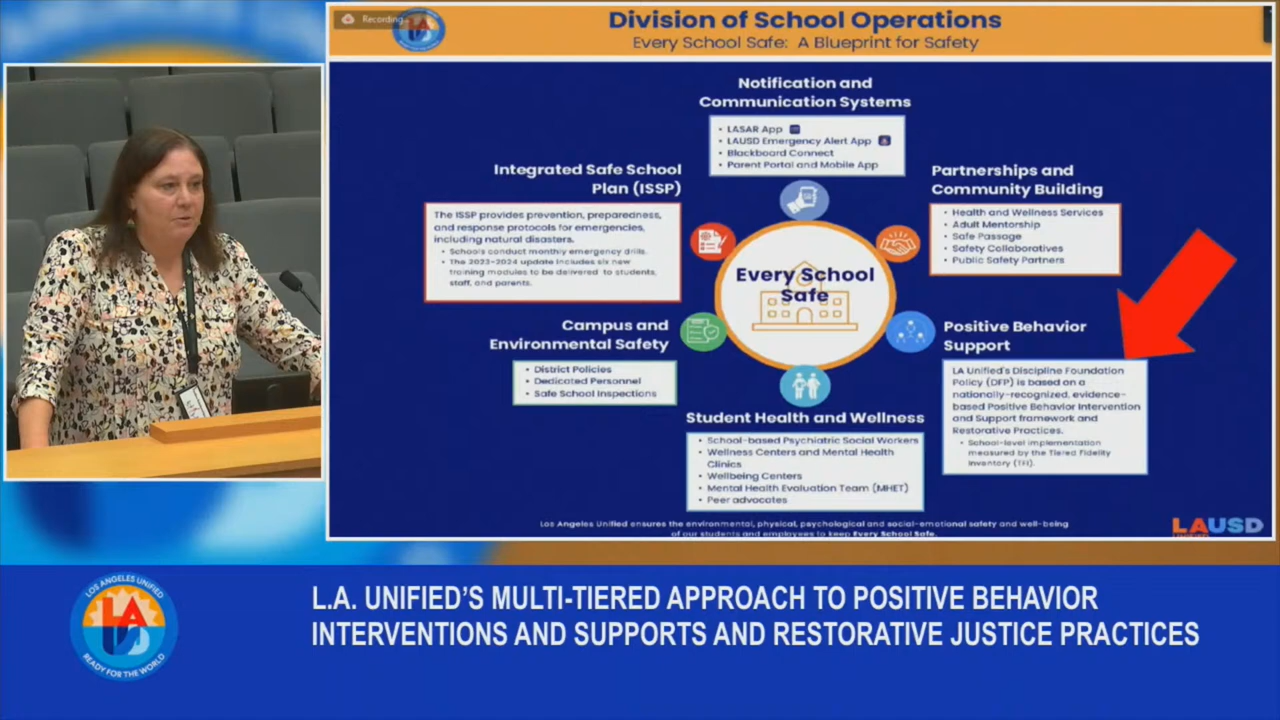 Recording
Division of School Operations
Every School Safe: A Blueprint for Safety
Notification and
Communication Systems
• LASAR App
• LAUSD Emergency Alert App
• Blackboard Connect
• Parent Portal and Mobile App
Integrated Safe School
Plan (ISSP)
The ISSP provides prevention, preparedness,
and response protocols for emergencies,
including natural disasters.
• Schools conduct monthly emergency drills.
• The 2023-2024 update includes six new
training modules to be delivered to students,
staff, and parents.
Partnerships and
Community Building
• Health and Wellness Services
• Adult Mentorship
• Safe Passage
• Safety Collaboratives
• Public Safety Partners
Every School
Safe
Campus and
Environmental Safety
• District Policies
• Dedicated Personnel
• Safe School Inspections
Positive Behavior
Support
LA Unified's Discipline Foundation
Policy (DFP) is based on a
nationally-recognized, evidence-
based Positive Behavior Intervention
and Support framework and
Restorative Practices.
• School-level implementation
measured by the Tiered Fidelity
Inventory (TFI).
Student Health and Wellness
• School-based Psychiatric Social Workers
• Wellness Centers and Mental Health
Clinics
• Wellbeing Centers
• Mental Health Evaluation Team (MHET)
• Peer advocates
Los Angeles Unified ensures the environmental, physical, psychological and social-emotional safety and well-being
of our students and employees to keep Every School Safe.
LAUSD
UNIFIED
LOS ANGELES UNIFIED
LA
USD
READY FOR THE WORLD
L.A. UNIFIED'S MULTI-TIERED APPROACH TO POSITIVE BEHAVIOR
INTERVENTIONS AND SUPPORTS AND RESTORATIVE JUSTICE PRACTICES